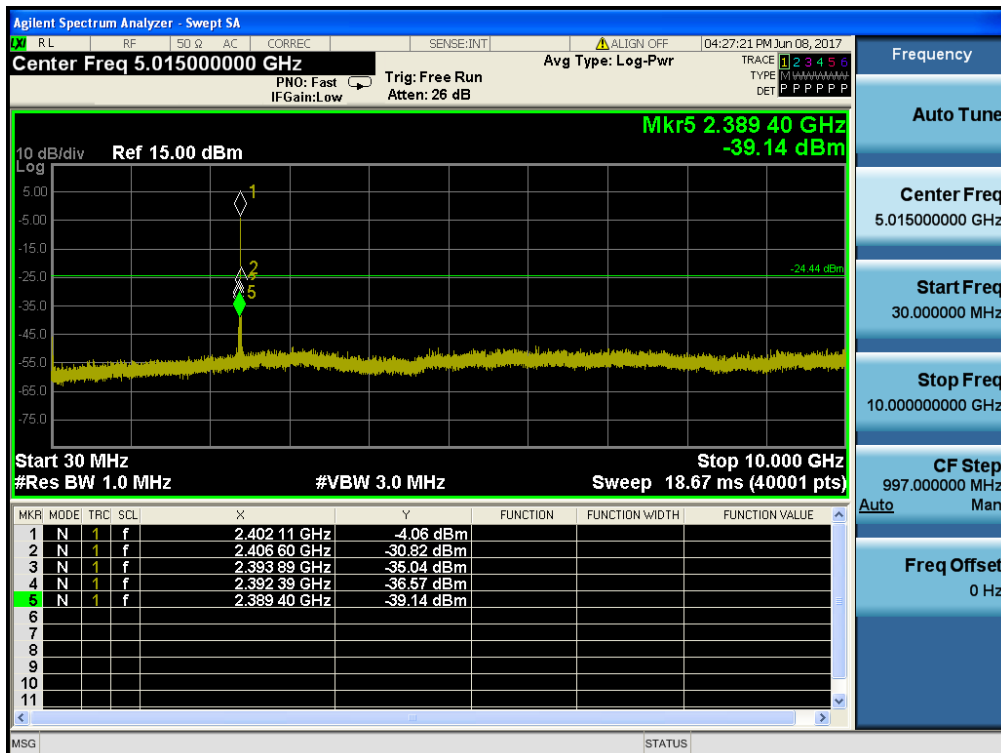 Agilent Spectrum Analyzer - Swept SA
LXI RL RF 50 Ω AC CORREC SENSE:INT ALIGN OFF 04:27:21 PM Jun 08, 2017
Center Freq 5.015000000 GHz
PNO: Fast
IFGain:Low
Trig: Free Run
Atten: 26 dB
Avg Type: Log-Pwr
TRACE 1 2 3 4 5 6
TYPE M WWWWW
DET P P P P P P
Mkr5 2.389 40 GHz
-39.14 dBm
10 dB/div Ref 15.00 dBm
Log
5.00
-5.00
-15.0
-25.0
-35.0
-45.0
-55.0
-65.0
-75.0
1
2
5
-24.44 dBm
Start 30 MHz Stop 10.000 GHz
#Res BW 1.0 MHz #VBW 3.0 MHz Sweep 18.67 ms (40001 pts)
MKR MODE TRC SCL X Y FUNCTION FUNCTION WIDTH FUNCTION VALUE
1 N 1 f 2.402 11 GHz -4.06 dBm
2 N 1 f 2.406 60 GHz -30.82 dBm
3 N 1 f 2.393 89 GHz -35.04 dBm
4 N 1 f 2.392 39 GHz -36.57 dBm
5 N 1 f 2.389 40 GHz -39.14 dBm
6
7
8
9
10
11
MSG STATUS
Frequency
Auto Tune
Center Freq
5.015000000 GHz
Start Freq
30.000000 MHz
Stop Freq
10.000000000 GHz
CF Step
997.000000 MHz
Auto Man
Freq Offset
0 Hz